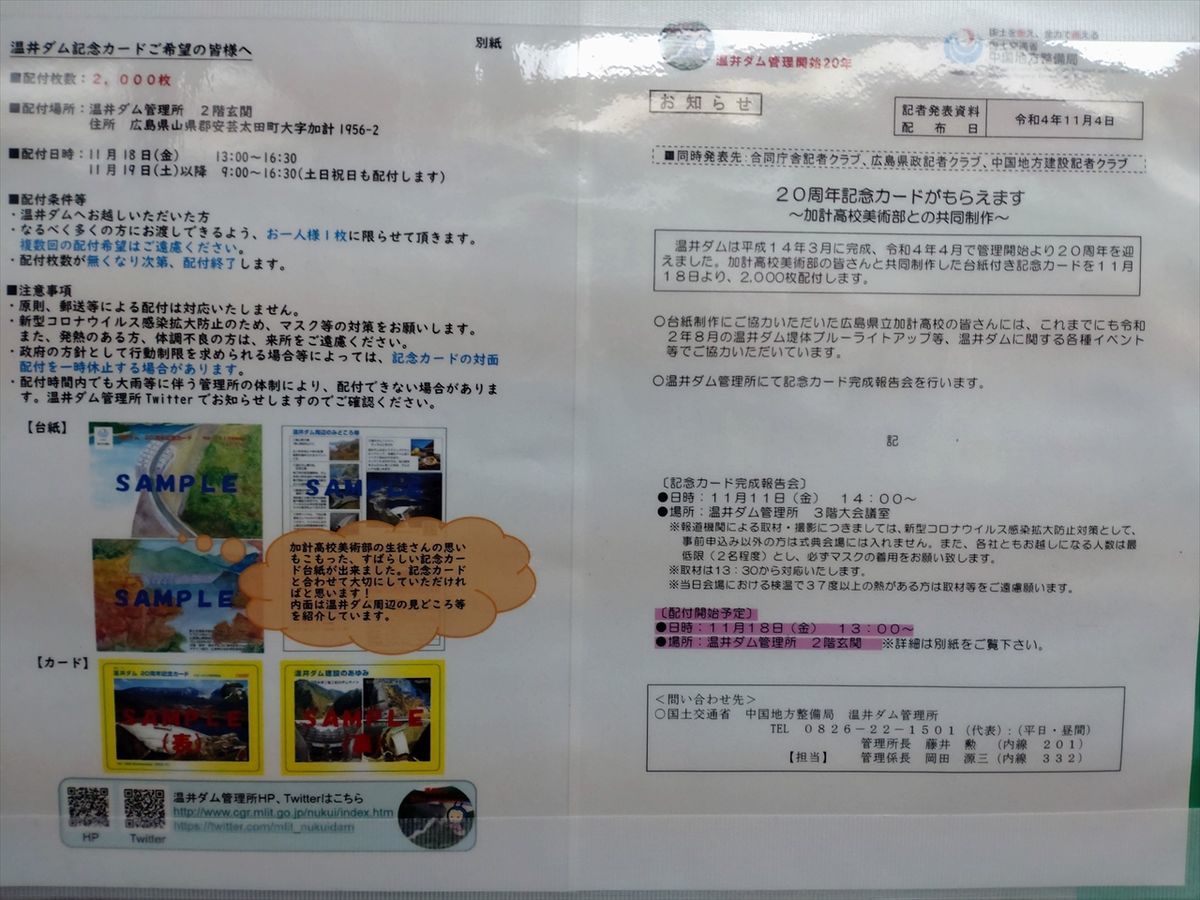 温井ダム記念カードご希望の皆様へ
別紙
■配付枚数：2，000枚
■配付場所：温井ダム管理所　２階玄関
住所　広島県山県郡安芸太田町大字加計1956-2
■配付日時：11月18日(金)　13:00～16:30
11月19日(土)以降　9:00～16:30(土日祝日も配付します)
■配付条件等
・温井ダムへお越しいただいた方
・なるべく多くの方にお渡しできるよう、お一人様１枚に限らせて頂きます。
複数回の配付希望はご遠慮ください。
・配付枚数が無くなり次第、配付終了します。
■注意事項
・原則、郵送等による配付は対応いたしません。
・新型コロナウイルス感染拡大防止のため、マスク等の対策をお願いします。
また、発熱のある方、体調不良の方は、来所をご遠慮ください。
・政府の方針として行動制限を求められる場合等によっては、記念カードの対面
配付を一時休止する場合があります。
・配付時間内でも大雨等に伴う管理所の体制により、配付できない場合がありま
す。温井ダム管理所Twitterでお知らせしますのでご確認ください。
【台紙】
SAMPLE
温井ダム周辺のみどころ等
SAMPLE
SAMPLE
加計高校美術部の生徒さんの思い
もこもった、すばらしい記念カー
ド台紙が出来ました。記念カード
と合わせて大切にしていただけれ
ばと思います！
内面は温井ダム周辺の見どころ等
を紹介しています。
【カード】
温井ダム 20周年記念カード
SAMPLE
（表）
温井ダム建設のあゆみ
SAMPLE
温井ダム管理所HP、Twitterはこちら
http://www.cgr.mlit.go.jp/nukui/index.htm
https://twitter.com/mlit_nukuidam
HP
Twitter
温井ダム管理開始20年
中国地方整備局
お知らせ
記者発表資料
配布日
令和4年11月4日
■同時発表先：合同庁舎記者クラブ、広島県政記者クラブ、中国地方建設記者クラブ
２０周年記念カードがもらえます
～加計高校美術部との共同制作～
温井ダムは平成１４年３月に完成、令和４年４月で管理開始より２０周年を迎
えました。加計高校美術部の皆さんと共同制作した台紙付き記念カードを１１月
１８日より、2,000枚配付します。
○台紙制作にご協力いただいた広島県立加計高校の皆さんには、これまでにも令和
２年８月の温井ダム堤体ブルーライトアップ等、温井ダムに関する各種イベント
等でご協力いただいています。
○温井ダム管理所にて記念カード完成報告会を行います。
記
〔記念カード完成報告会〕
●日時：１１月１１日（金）　１４：００～
●場所：温井ダム管理所　３階大会議室
※報道機関による取材・撮影につきましては、新型コロナウイルス感染拡大防止対策として、
事前申込み以外の方は式典会場には入れません。また、各社ともお越しになる人数は最
低限（２名程度）とし、必ずマスクの着用をお願い致します。
※取材は１３：３０から対応いたします。
※当日会場における検温で３７度以上の熱がある方は取材等をご遠慮願います。
〔配付開始予定〕
●日時：１１月１８日（金）　１３：００～
●場所：温井ダム管理所　２階玄関　※詳細は別紙をご覧下さい。
＜問い合わせ先＞
○国土交通省　中国地方整備局　温井ダム管理所
TEL　０８２６－２２－１５０１（代表）：（平日・昼間）
管理所長　藤井　勲　（内線　２０１）
【担当】　管理係長　岡田　源三（内線　３３２）